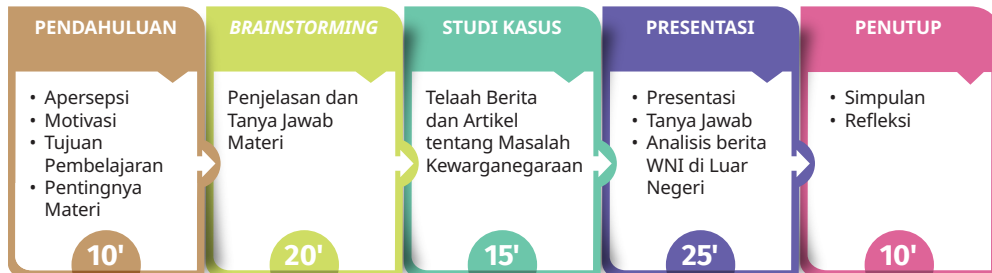 PENDAHULUAN
• Apersepsi
• Motivasi
• Tujuan
Pembelajaran
• Pentingnya
Materi
10'
BRAINSTORMING
Penjelasan dan
Tanya Jawab
Materi
20'
STUDI KASUS
Telaah Berita
dan Artikel
tentang Masalah
Kewarganegaraan
15'
PRESENTASI
• Presentasi
• Tanya Jawab
• Analisis berita
WNI di Luar
Negeri
25'
PENUTUP
• Simpulan
• Refleksi
10'